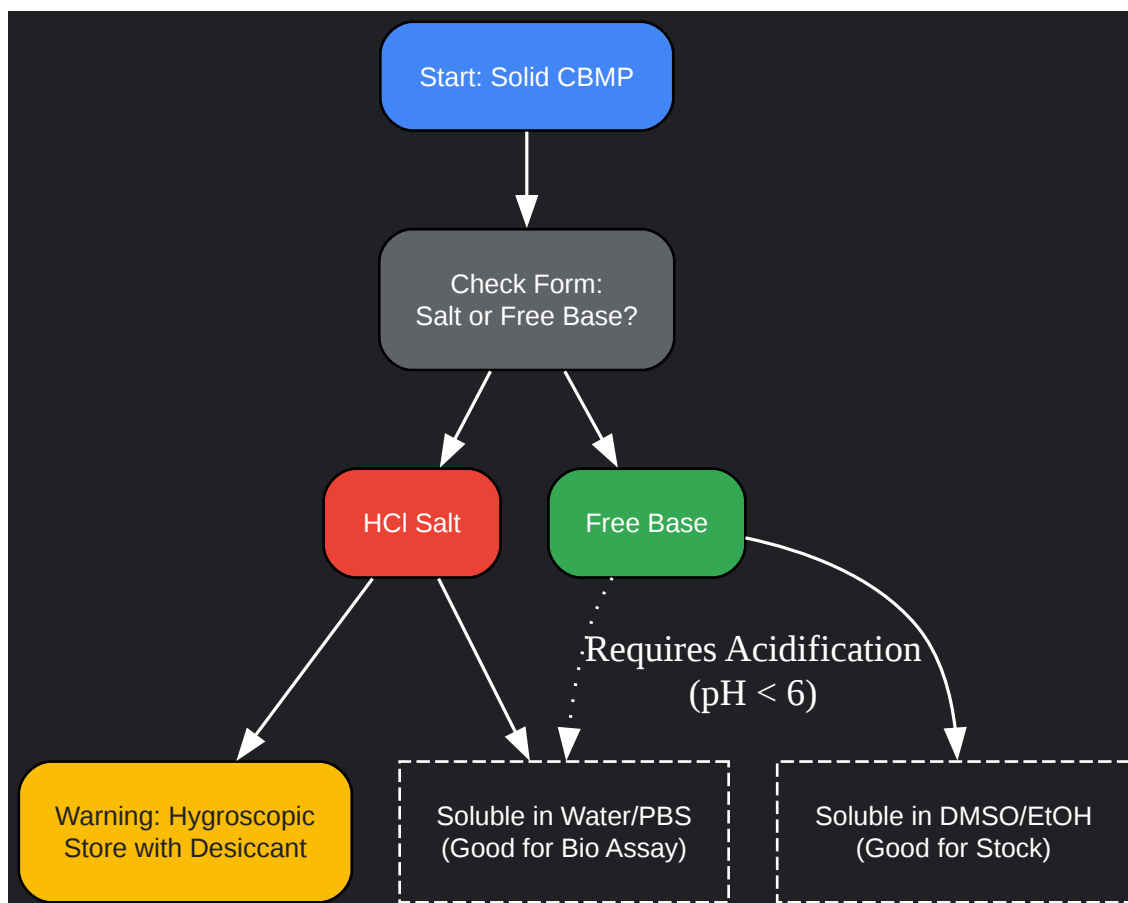 Start: Solid CBMP
Check Form:
Salt or Free Base?
HCl Salt
Free Base
Requires Acidification
(pH < 6)
Warning: Hygroscopic
Store with Desiccant
Soluble in Water/PBS
(Good for Bio Assay)
Soluble in DMSO/EtOH
(Good for Stock)